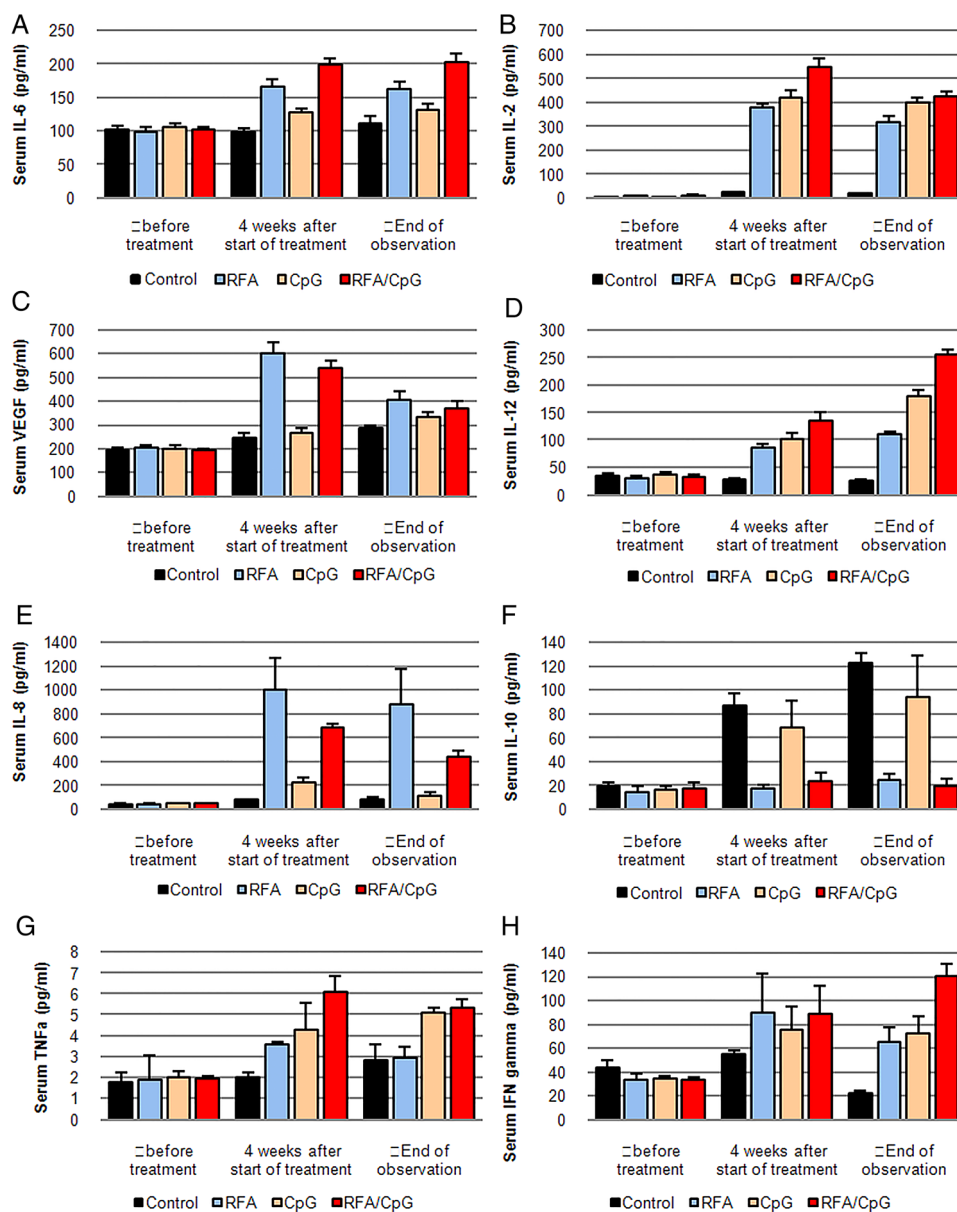 A
Serum IL-6 (pg/ml)
250
200
150
100
50
0
before
treatment
4 weeks after
start of treatment
End of
observation
Control RFA CpG RFA/CpG
B
Serum IL-2 (pg/ml)
700
600
500
400
300
200
100
0
before
treatment
4 weeks after
start of treatment
End of
observation
Control RFA CpG RFA/CpG
C
Serum VEGF (pg/ml)
700
600
500
400
300
200
100
0
before
treatment
4 weeks after
start of treatment
End of
observation
Control RFA CpG RFA/CpG
D
Serum IL-12 (pg/ml)
300
250
200
150
100
50
0
before
treatment
4 weeks after
start of treatment
End of
observation
Control RFA CpG RFA/CpG
E
Serum IL-8 (pg/ml)
1400
1200
1000
800
600
400
200
0
before
treatment
4 weeks after
start of treatment
End of
observation
Control RFA CpG RFA/CpG
F
Serum IL-10 (pg/ml)
140
120
100
80
60
40
20
0
before
treatment
4 weeks after
start of treatment
End of
observation
Control RFA CpG RFA/CpG
G
Serum TNFa (pg/ml)
8
7
6
5
4
3
2
1
0
before
treatment
4 weeks after
start of treatment
End of
observation
Control RFA CpG RFA/CpG
H
Serum IFN gamma (pg/ml)
140
120
100
80
60
40
20
0
before
treatment
4 weeks after
start of treatment
End of
observation
Control RFA CpG RFA/CpG